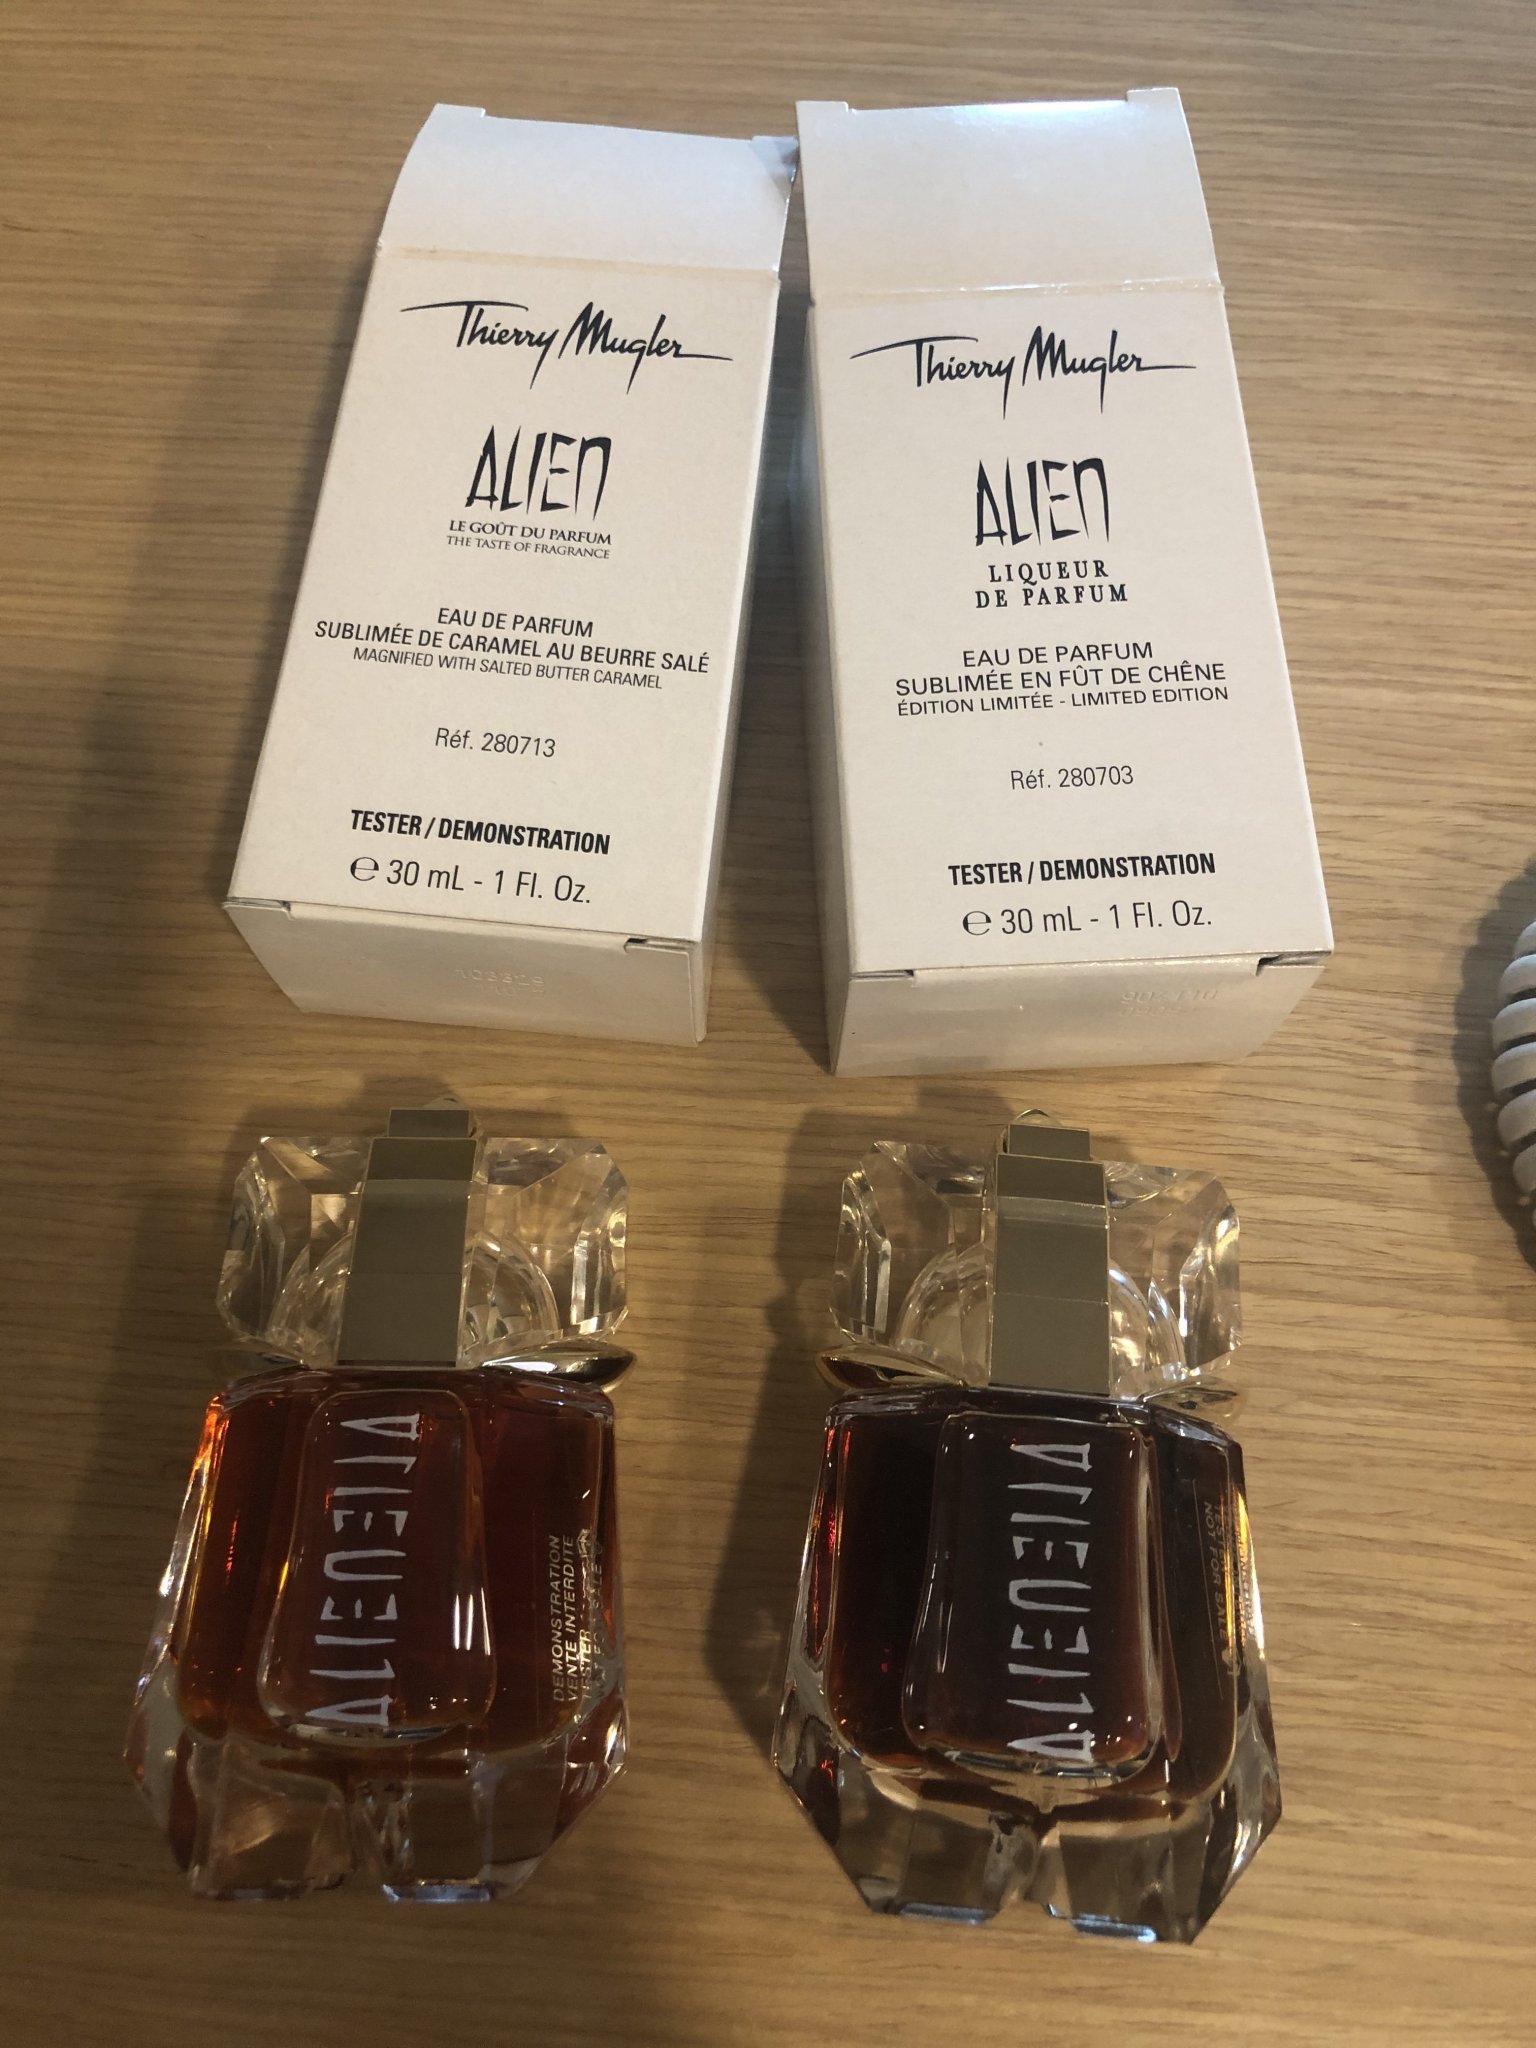 Thierry Mugler
ALIEN
LE GOÛT DU PARFUM
THE TASTE OF FRAGRANCE
EAU DE PARFUM
SUBLIMÉE DE CARAMEL AU BEURRE SALÉ
MAGNIFIED WITH SALTED BUTTER CARAMEL
Réf. 280713
TESTER / DEMONSTRATION
℮ 30 mL - 1 Fl. Oz.
Thierry Mugler
ALIEN
LIQUEUR
DE PARFUM
EAU DE PARFUM
SUBLIMÉE EN FÛT DE CHÊNE
ÉDITION LIMITÉE - LIMITED EDITION
Réf. 280703
TESTER / DEMONSTRATION
℮ 30 mL - 1 Fl. Oz.
ALIEN
DEMONSTRATION
VENTE INTERDITE
TESTER
ALIEN
NOT FOR SALE